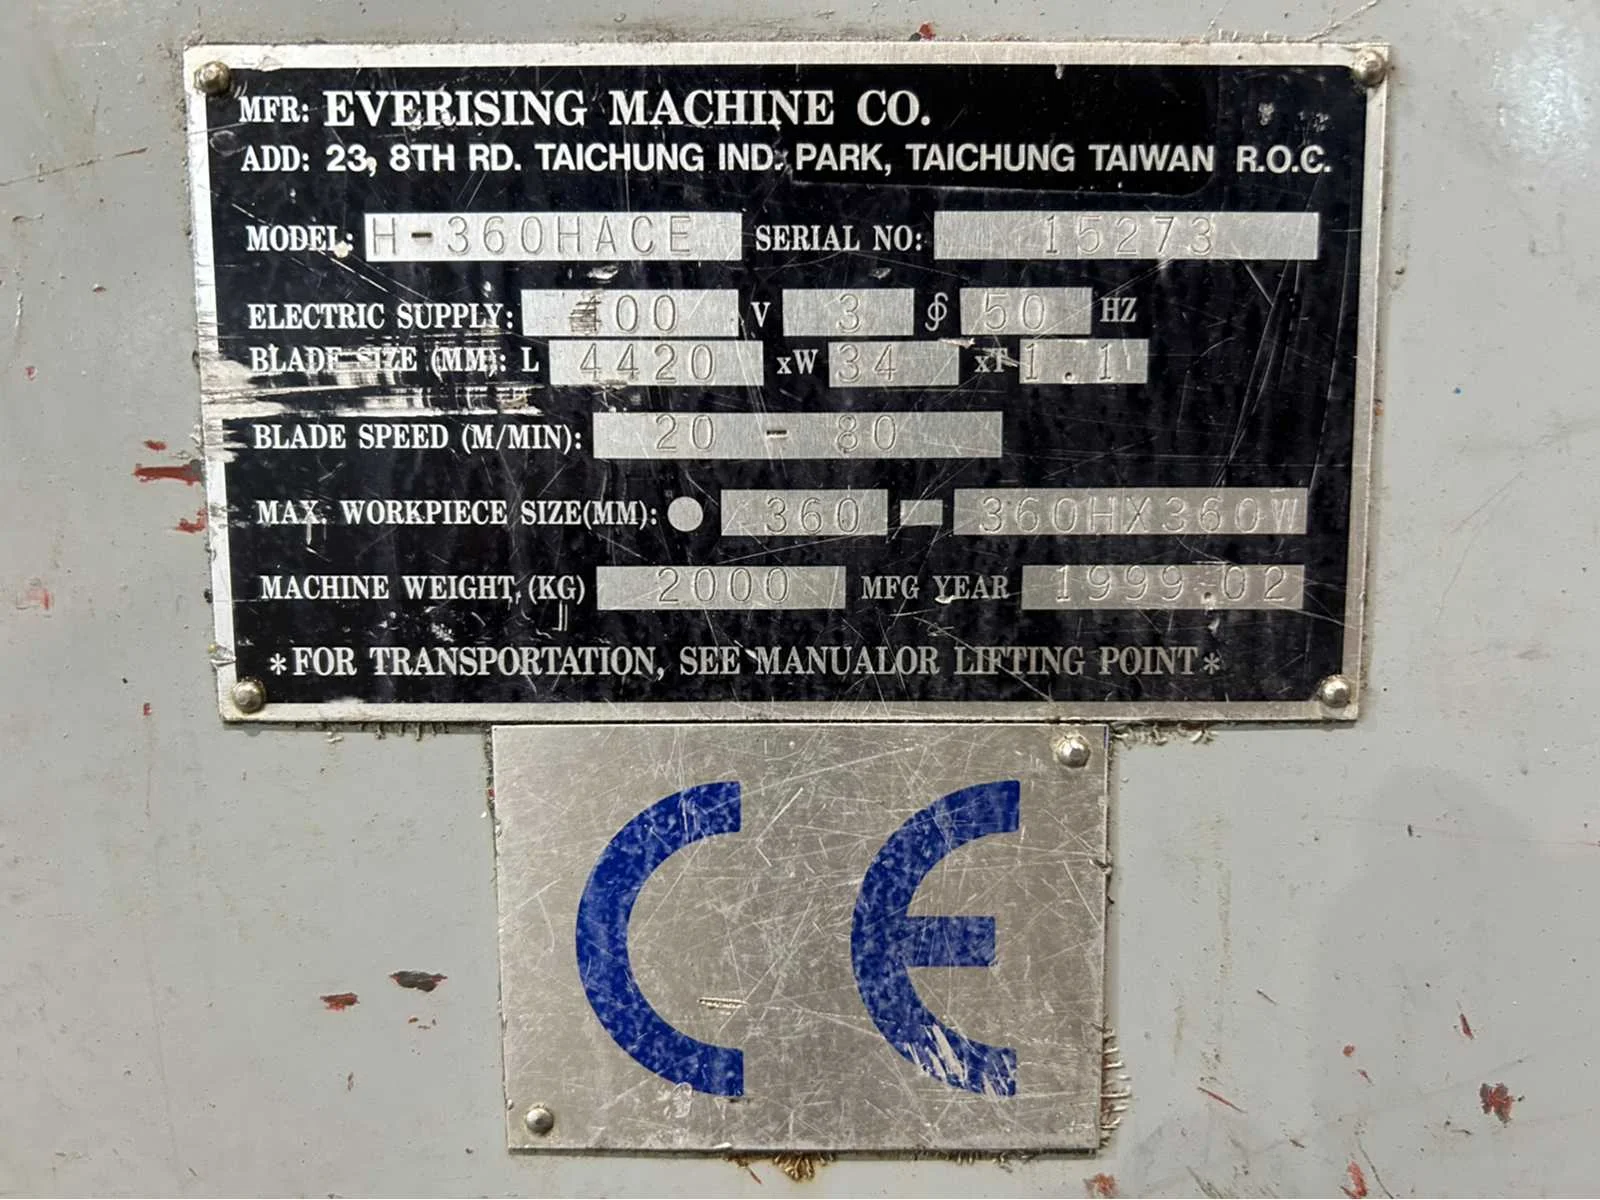 MFR: EVERISING MACHINE CO.
ADD: 23, 8TH RD. TAICHUNG IND. PARK, TAICHUNG TAIWAN R.O.C.
MODEL: H-360HACE SERIAL NO: 15273
ELECTRIC SUPPLY: 400 V 3 ∮ 50 HZ
BLADE SIZE (MM): L 4420 xW 34 xT 1.1
BLADE SPEED (M/MIN): 20 - 80
MAX. WORKPIECE SIZE(MM): ● 360 ▬ 360HX360W
MACHINE WEIGHT (KG) 2000 MFG YEAR 1999.02
*FOR TRANSPORTATION, SEE MANUALOR LIFTING POINT*
CE